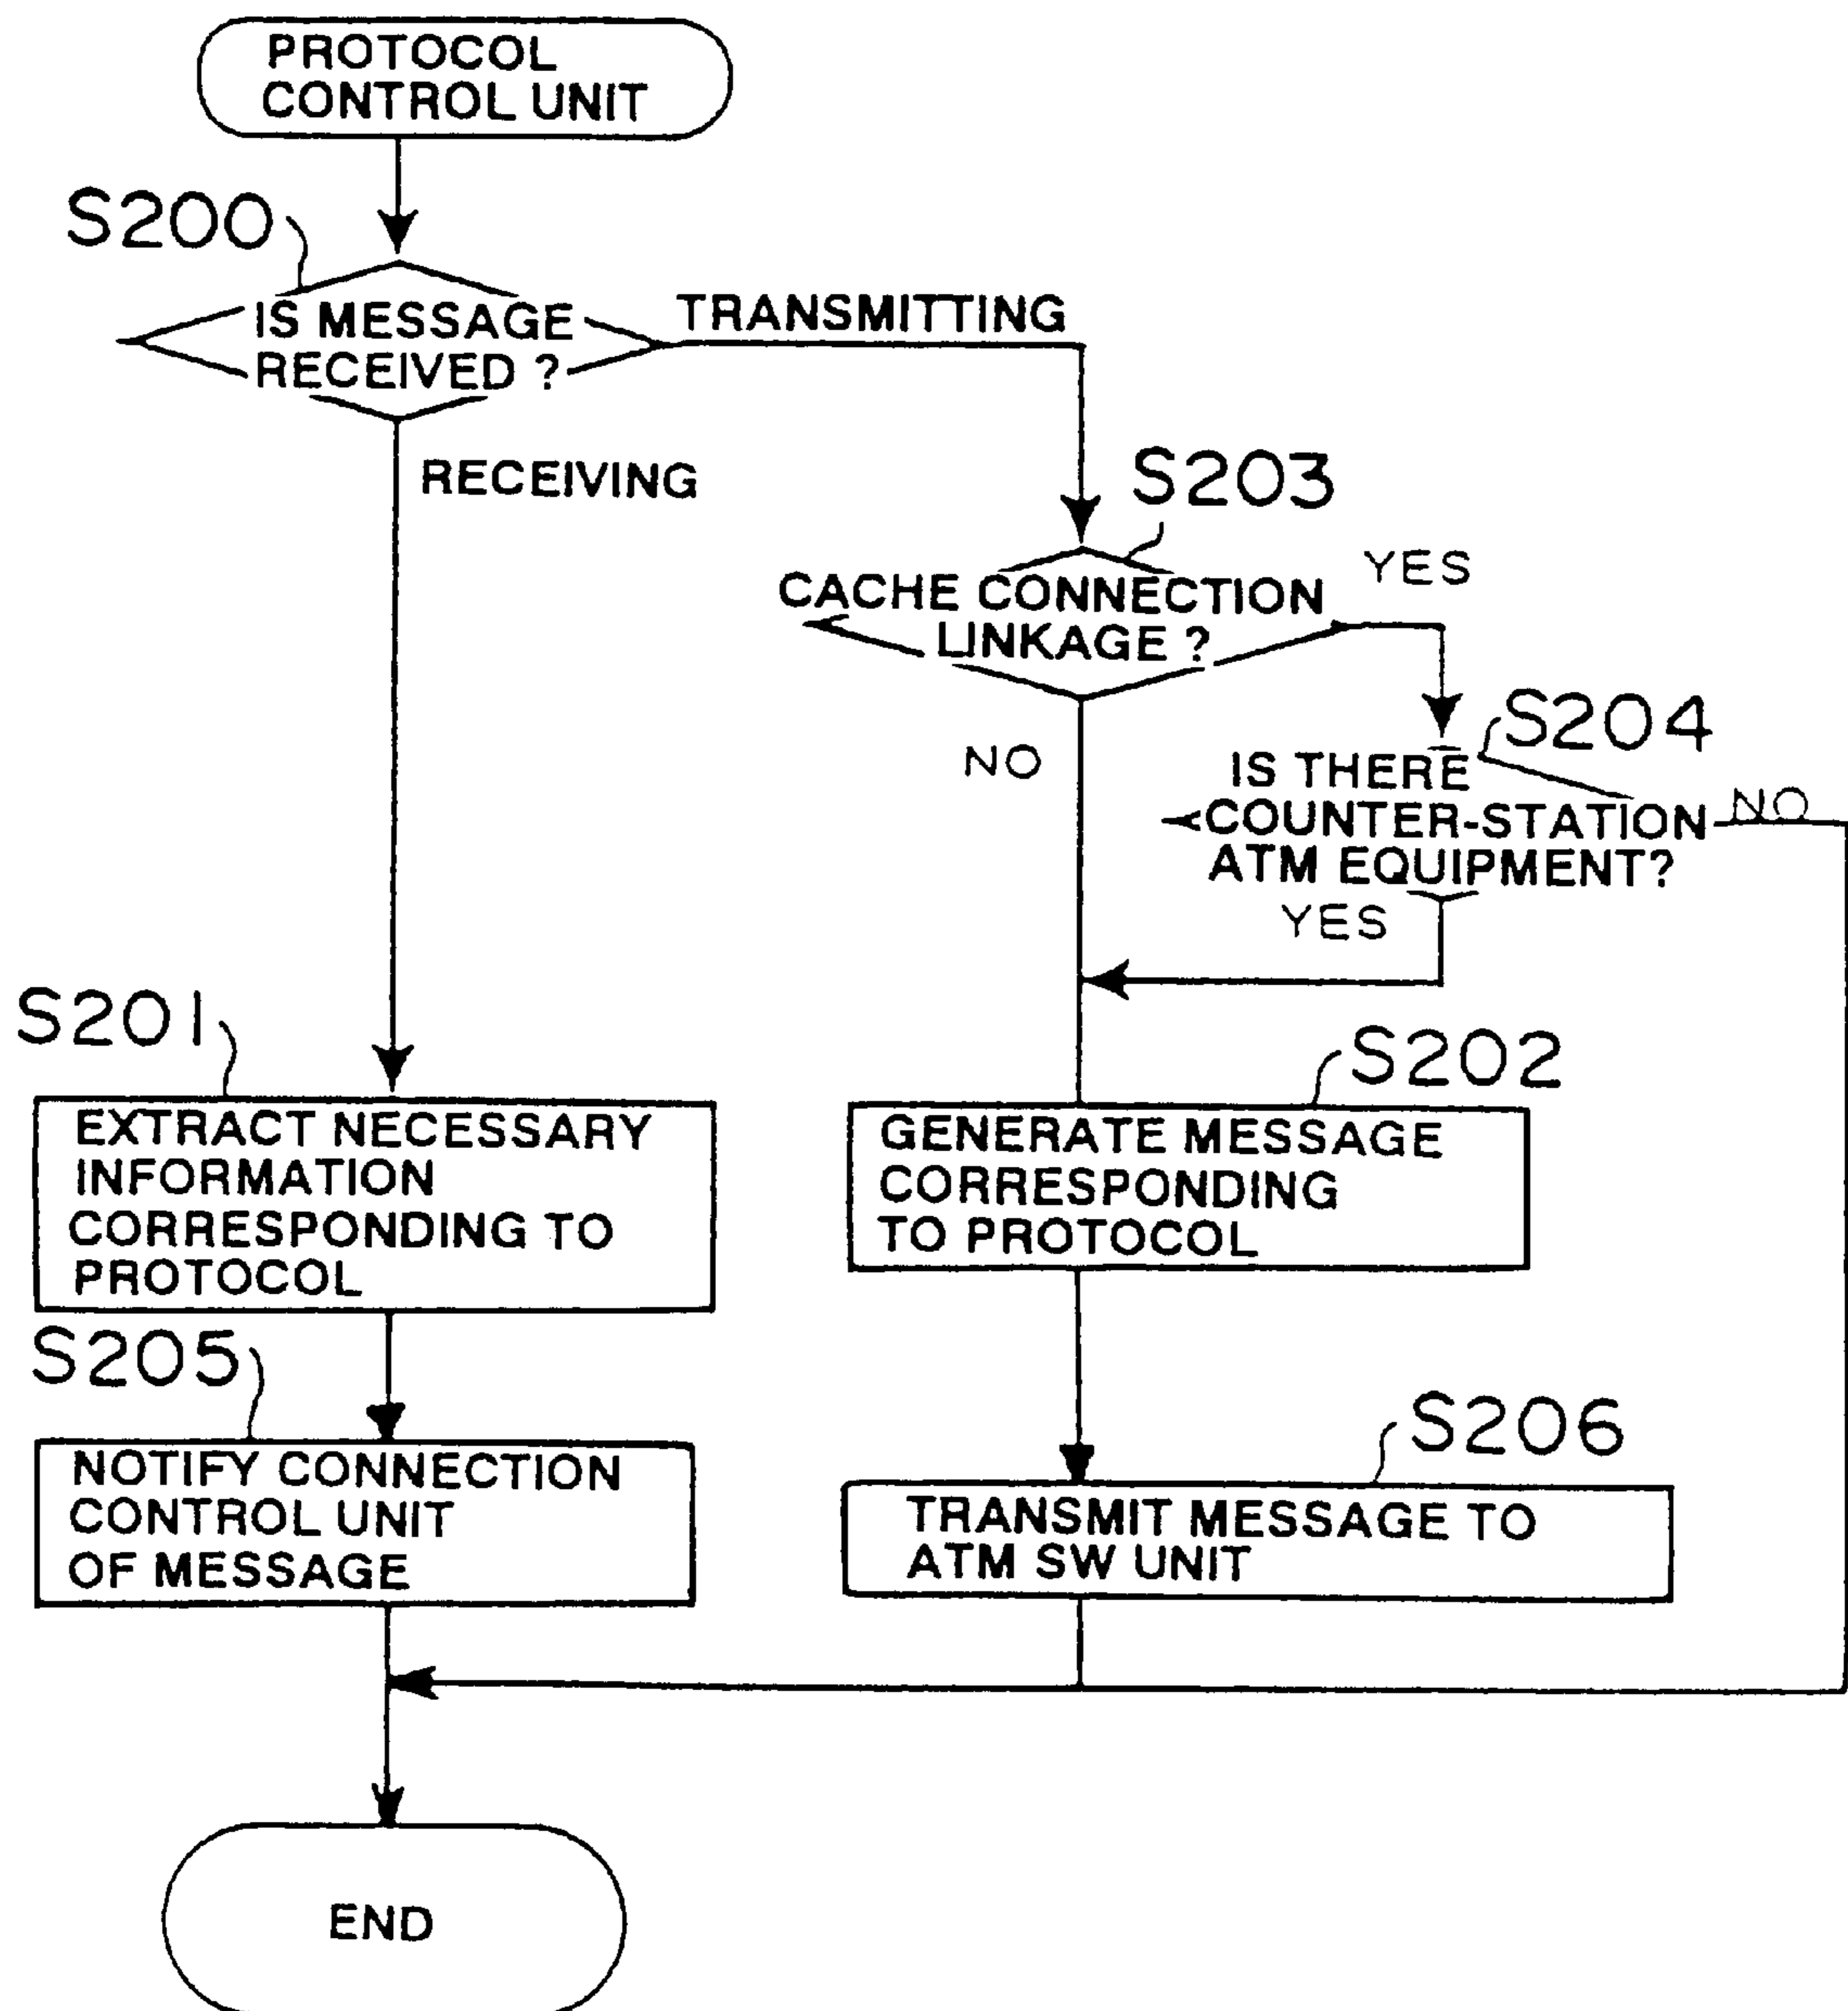 PROTOCOL
CONTROL UNIT
S200
IS MESSAGE
RECEIVED ?
TRANSMITTING
RECEIVING
S203
CACHE CONNECTION
LINKAGE ?
YES
NO
S204
IS THERE
COUNTER-STATION
ATM EQUIPMENT?
NO
YES
S201
EXTRACT NECESSARY
INFORMATION
CORRESPONDING TO
PROTOCOL
S202
GENERATE MESSAGE
CORRESPONDING
TO PROTOCOL
S205
NOTIFY CONNECTION
CONTROL UNIT
OF MESSAGE
S206
TRANSMIT MESSAGE TO
ATM SW UNIT
END